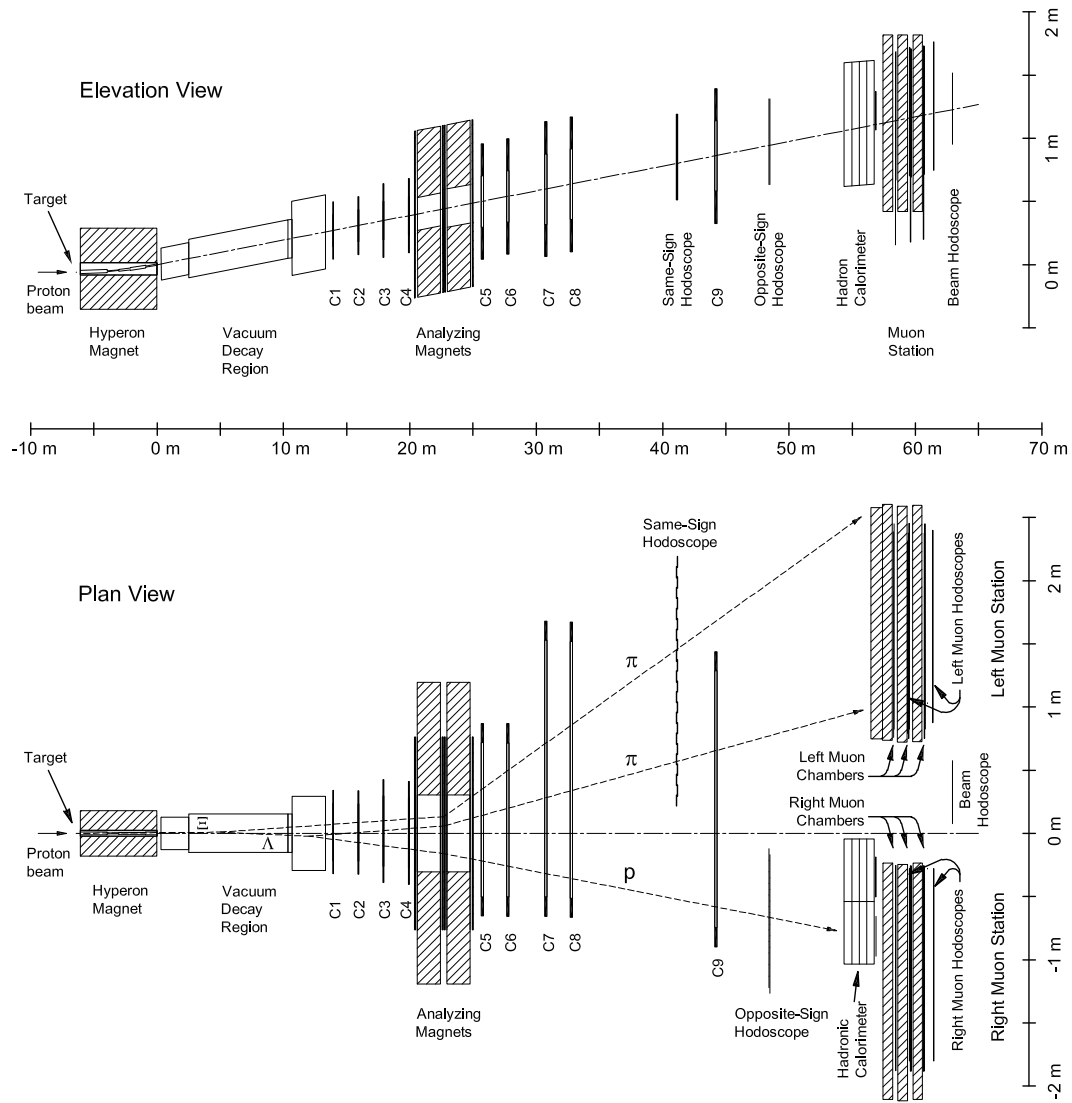 Elevation View
Target
Proton
beam
Hyperon
Magnet
Vacuum
Decay
Region
C1
C2
C3
C4
Analyzing
Magnets
C5
C6
C7
C8
Same-Sign
Hodoscope
C9
Opposite-Sign
Hodoscope
Hadron
Calorimeter
Muon
Station
Beam Hodoscope
2 m
1 m
0 m
-10 m
0 m
10 m
20 m
30 m
40 m
50 m
60 m
70 m
Plan View
Target
Proton
beam
Hyperon
Magnet
Ξ
Λ
Vacuum
Decay
Region
C1
C2
C3
C4
Analyzing
Magnets
C5
C6
C7
C8
Same-Sign
Hodoscope
π
π
p
C9
Opposite-Sign
Hodoscope
Left Muon
Chambers
Right Muon
Chambers
Hadronic
Calorimeter
Left Muon Hodoscopes
Left Muon Station
Beam
Hodoscope
Right Muon Hodoscopes
Right Muon Station
2 m
1 m
0 m
-1 m
-2 m